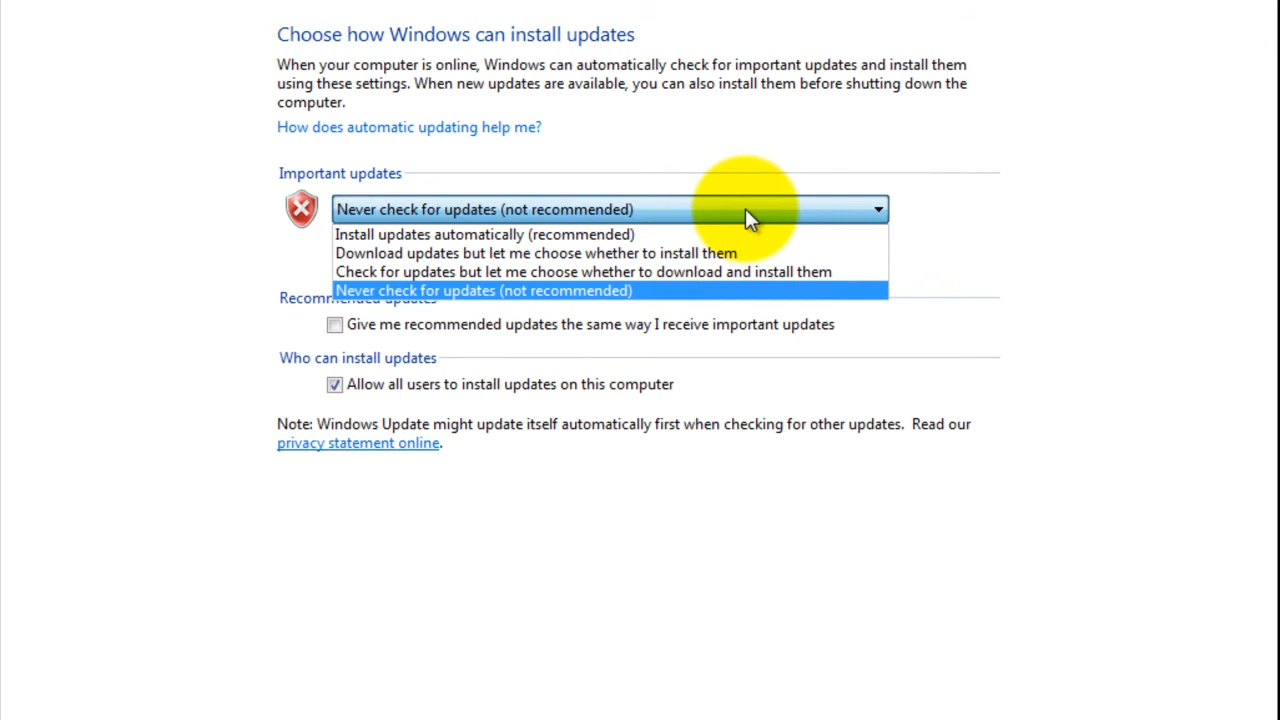 Choose how Windows can install updates
When your computer is online, Windows can automatically check for important updates and install them
using these settings. When new updates are available, you can also install them before shutting down the
computer.
How does automatic updating help me?
Important updates
Never check for updates (not recommended)
Install updates automatically (recommended)
Download updates but let me choose whether to install them
Check for updates but let me choose whether to download and install them
Never check for updates (not recommended)
Recommended updates
Give me recommended updates the same way I receive important updates
Who can install updates
Allow all users to install updates on this computer
Note: Windows Update might update itself automatically first when checking for other updates.  Read our
privacy statement online.